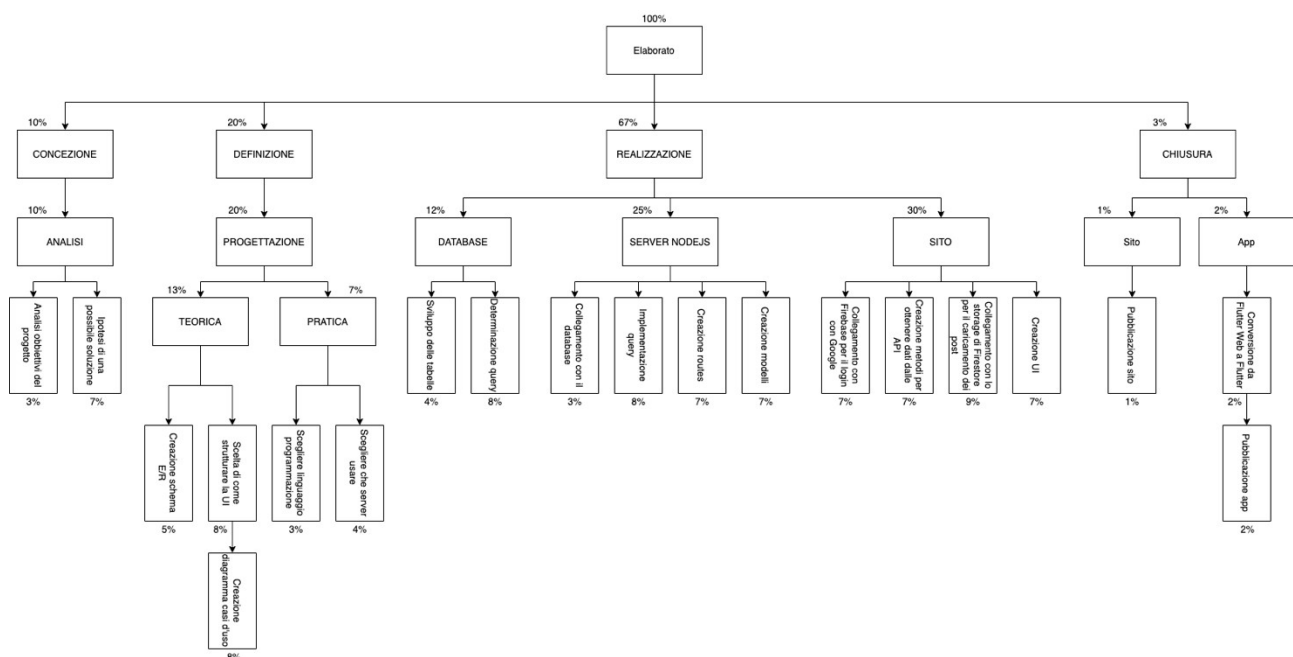 100%
Elaborato
10%
20%
67%
3%
CONCEZIONE
DEFINIZIONE
REALIZZAZIONE
CHIUSURA
10%
20%
12%
25%
30%
1%
2%
ANALISI
PROGETTAZIONE
DATABASE
SERVER NODEJS
SITO
Sito
App
13%
7%
Analisi obbiettivi del
progetto
3%
Ipotesi di una
possibile soluzione
7%
TEORICA
PRATICA
Sviluppo delle tabelle
4%
Determinazione query
8%
Collegamento con il
database
3%
Implementazione
query
8%
Creazione routes
7%
Creazione modelli
7%
Collegamento con
Firebase per il login
con Google
7%
Creazione metodi per
ottenere dati dalle
API
7%
Collegamento con lo
storage di Firestore
per il caricamento dei
post
9%
Creazione UI
7%
Pubblicazione sito
1%
Conversione da
Flutter Web a Flutter
2%
Creazione schema
E/R
5%
Scelta di come
strutturare la UI
8%
Scegliere linguaggio
programmazione
3%
Scegliere che server
usare
4%
Pubblicazione app
2%
Creazione
diagramma casi d'uso
8%